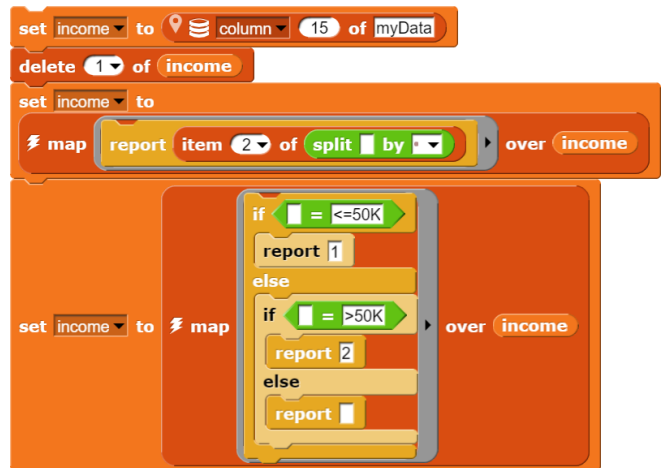 set income to column 15 of myData
delete 1 of income
set income to
map report item 2 of split by over income
if = <=50K
report 1
else
if = >50K
set income to map over income
report 2
else
report